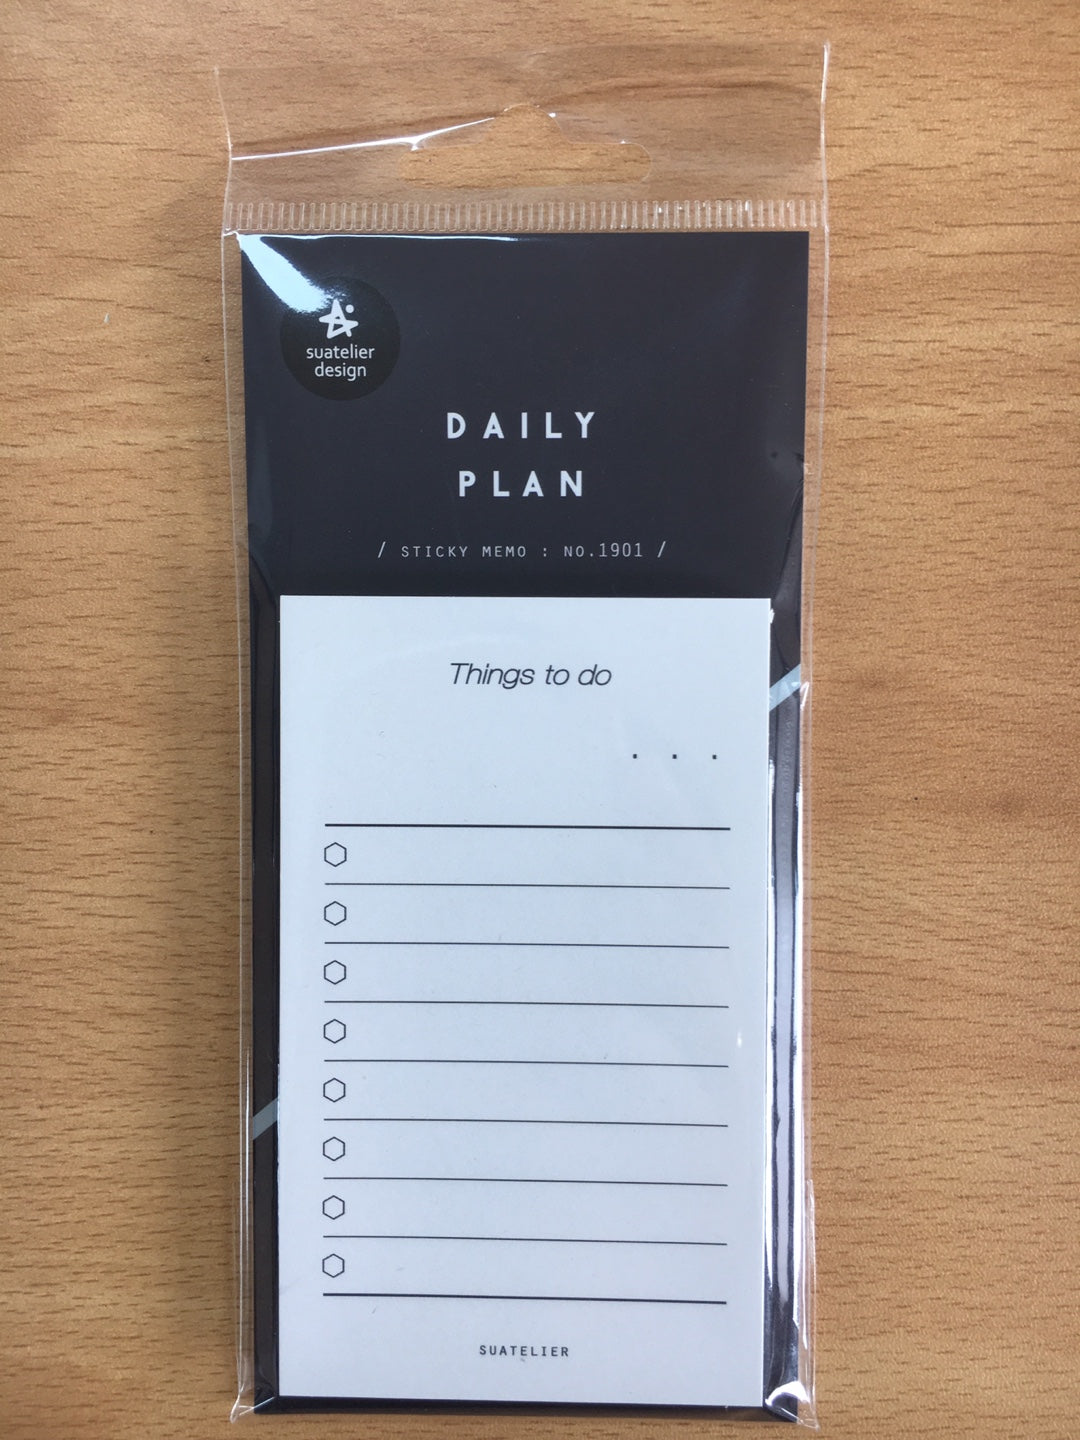 suatelier
design
DAILY
PLAN
/ STICKY MEMO : NO.1901 /
Things to do
. . .
SUATELIER